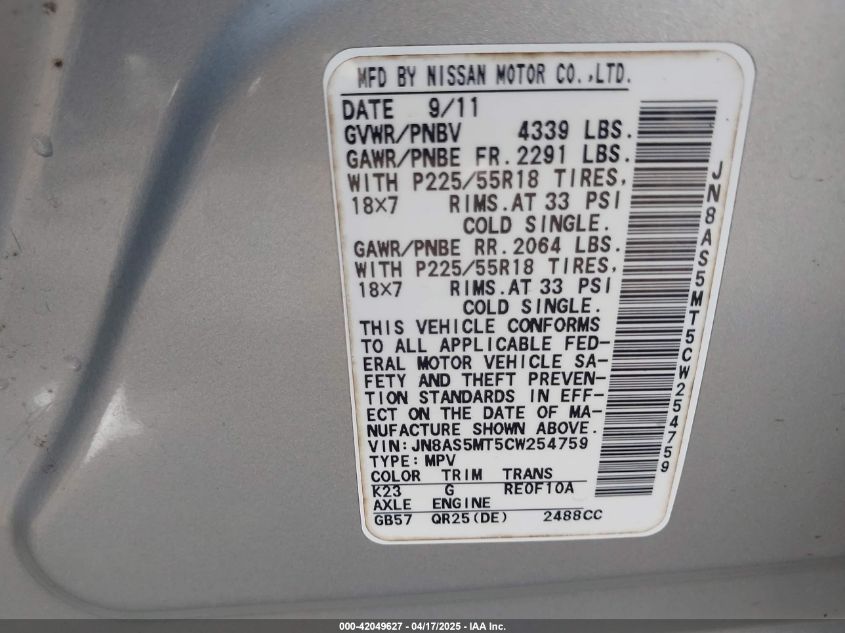 MFD BY NISSAN MOTOR CO.,LTD.
DATE 9/11
GVWR/PNBV 4339 LBS.
GAWR/PNBE FR. 2291 LBS.
WITH P225/55R18 TIRES,
18X7 RIMS.AT 33 PSI
COLD SINGLE.
GAWR/PNBE RR. 2064 LBS.
WITH P225/55R18 TIRES,
18X7 RIMS.AT 33 PSI
COLD SINGLE.
THIS VEHICLE CONFORMS
TO ALL APPLICABLE FED-
ERAL MOTOR VEHICLE SA-
FETY AND THEFT PREVEN-
TION STANDARDS IN EFF-
ECT ON THE DATE OF MA-
NUFACTURE SHOWN ABOVE.
VIN:JN8AS5MT5CW254759
TYPE:MPV
COLOR TRIM TRANS
K23 G RE0F10A
AXLE ENGINE
GB57 QR25(DE) 2488CC
JN8AS5MT5CW254759
000-42049627 - 04/17/2025 - IAA Inc.